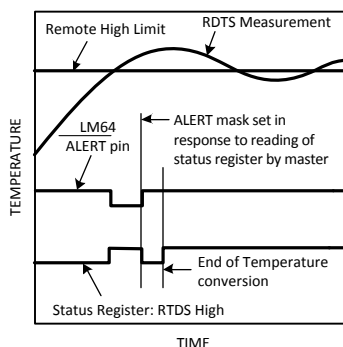 RDTS Measurement
Remote High Limit
TEMPERATURE
LM64
ALERT pin
ALERT mask set in
response to reading of
status register by master
End of Temperature
conversion
Status Register: RTDS High
TIME